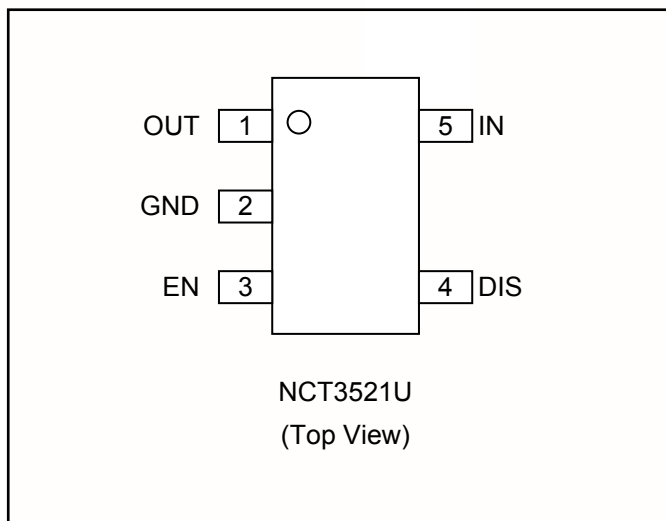 OUT 1 5 IN
GND 2
EN 3 4 DIS
NCT3521U
(Top View)